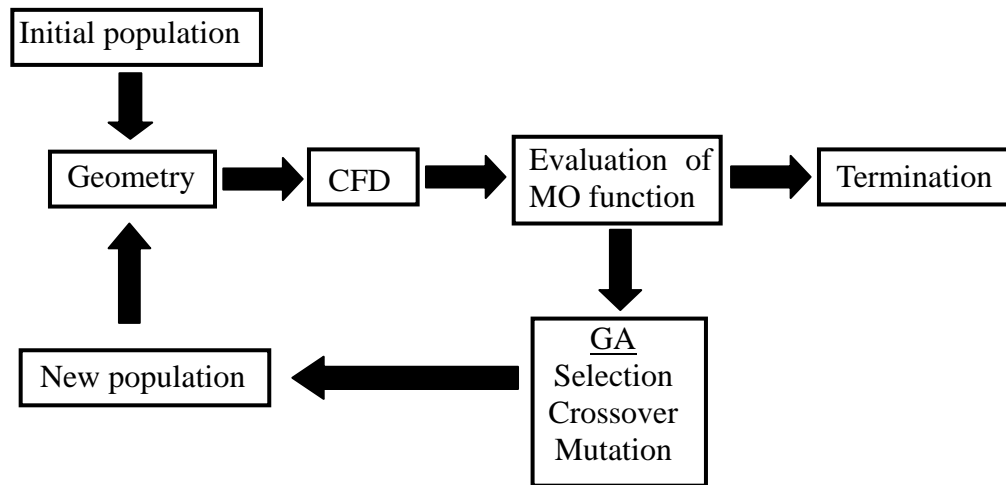 Initial population
Geometry
CFD
Evaluation of
MO function
Termination
GA
Selection
Crossover
Mutation
New population